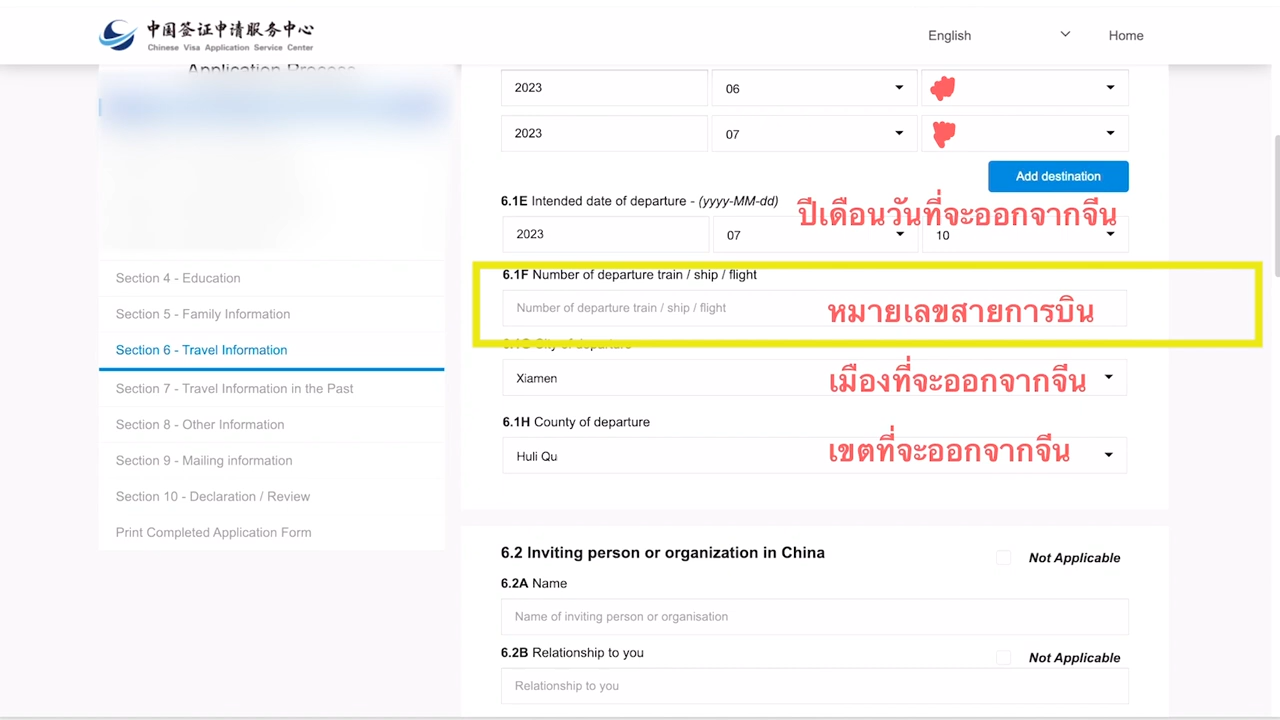 中国签证申请服务中心
Chinese Visa Application Service Center
English
Home
Application Process
2023
06
2023
07
Add destination
6.1E Intended date of departure - (yyyy-MM-dd)
ปีเดือนวันที่จะออกจากจีน
2023
07
10
6.1F Number of departure train / ship / flight
Number of departure train / ship / flight
หมายเลขสายการบิน
6.1G City of departure
Xiamen
เมืองที่จะออกจากจีน
6.1H County of departure
Huli Qu
เขตที่จะออกจากจีน
Section 4 - Education
Section 5 - Family Information
Section 6 - Travel Information
Section 7 - Travel Information in the Past
Section 8 - Other Information
Section 9 - Mailing information
Section 10 - Declaration / Review
Print Completed Application Form
6.2 Inviting person or organization in China
Not Applicable
6.2A Name
Name of inviting person or organisation
6.2B Relationship to you
Not Applicable
Relationship to you